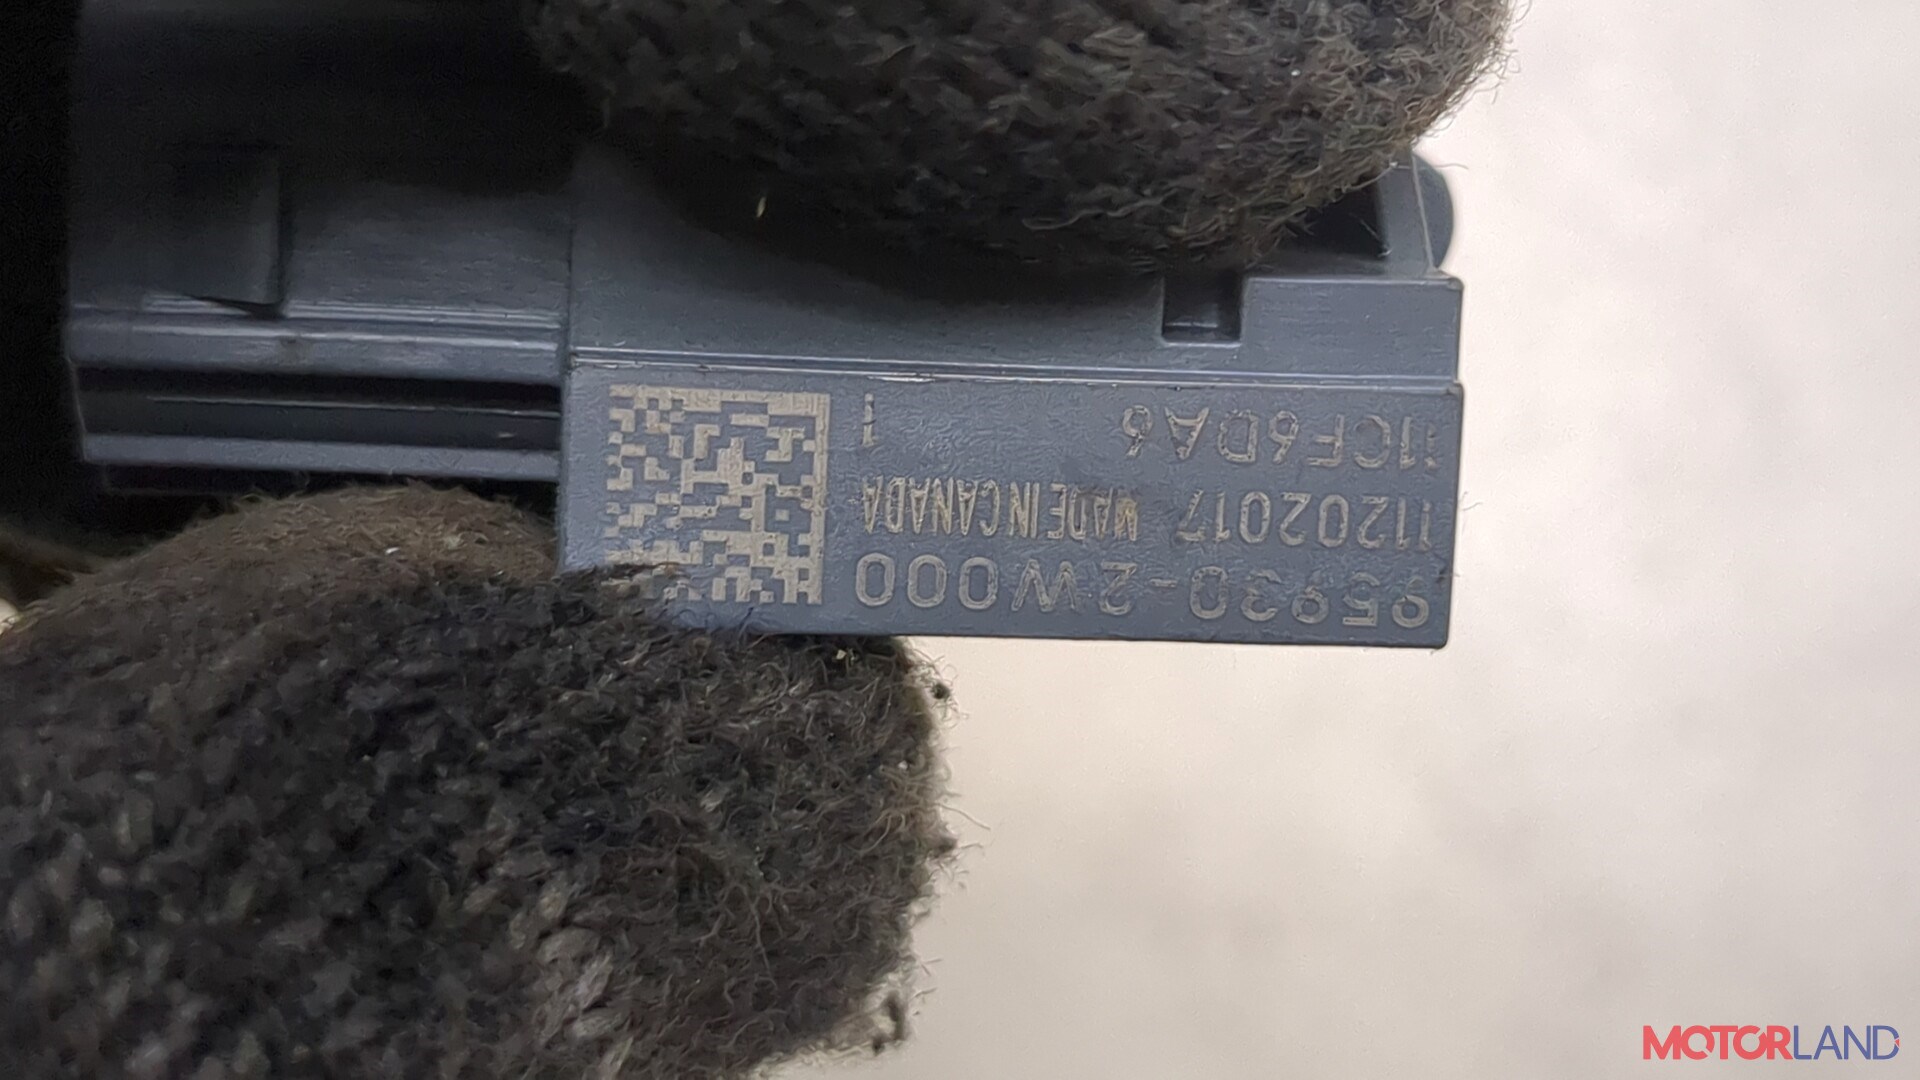 95930-2W000
11202017 MADE IN CANADA
11CF6DA6 1
MOTORLAND